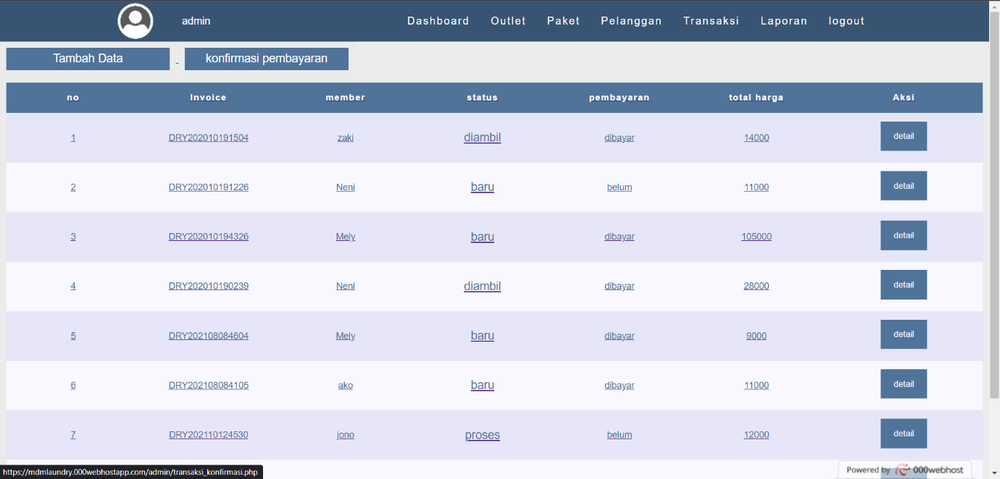 admin Dashboard Outlet Paket Pelanggan Transaksi Laporan logout
Tambah Data - konfirmasi pembayaran
no Invoice member status pembayaran total harga Aksi
1 DRY202010191504 zaki diambil dibayar 14000 detail
2 DRY202010191226 Neni baru belum 11000 detail
3 DRY202010194326 Mely baru dibayar 105000 detail
4 DRY202010190239 Neni diambil dibayar 28000 detail
5 DRY202108084604 Mely baru dibayar 9000 detail
6 DRY202108084105 ako baru dibayar 11000 detail
7 DRY202110124530 jono proses belum 12000 detail
https://mdmlaundry.000webhostapp.com/admin/transaksi_konfirmasi.php Powered by 000webhost